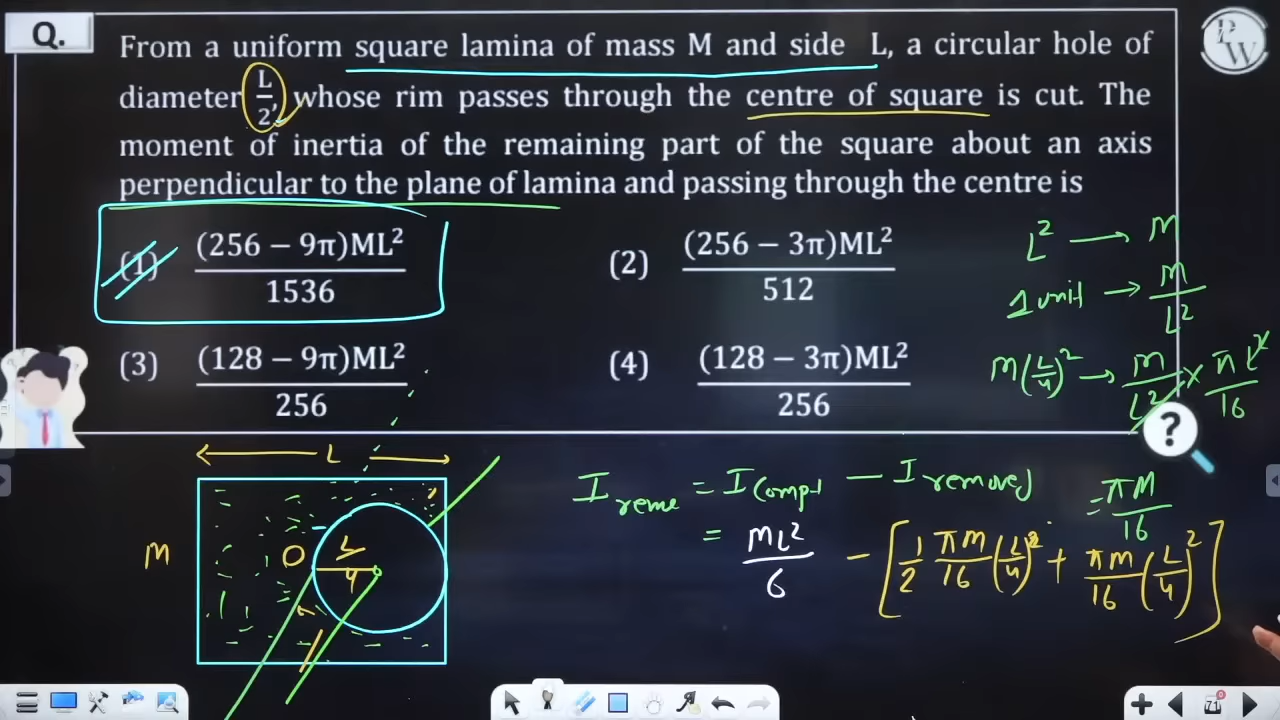 Q.
From a uniform square lamina of mass M and side L, a circular hole of
diameter L/2, whose rim passes through the centre of square is cut. The
moment of inertia of the remaining part of the square about an axis
perpendicular to the plane of lamina and passing through the centre is
(1) (256 − 9π)ML²/1536
(2) (256 − 3π)ML²/512
(3) (128 − 9π)ML²/256
(4) (128 − 3π)ML²/256
L² → M
1 unit → M/L²
π(L/4)² → M/L² × πL²/16
= πM/16
L
M
O
L/4
I reme = I Comp – I removed
= ML²/6 – [1/2 πM/16 (L/4)² + πM/16 (L/4)²]
?
PW
71